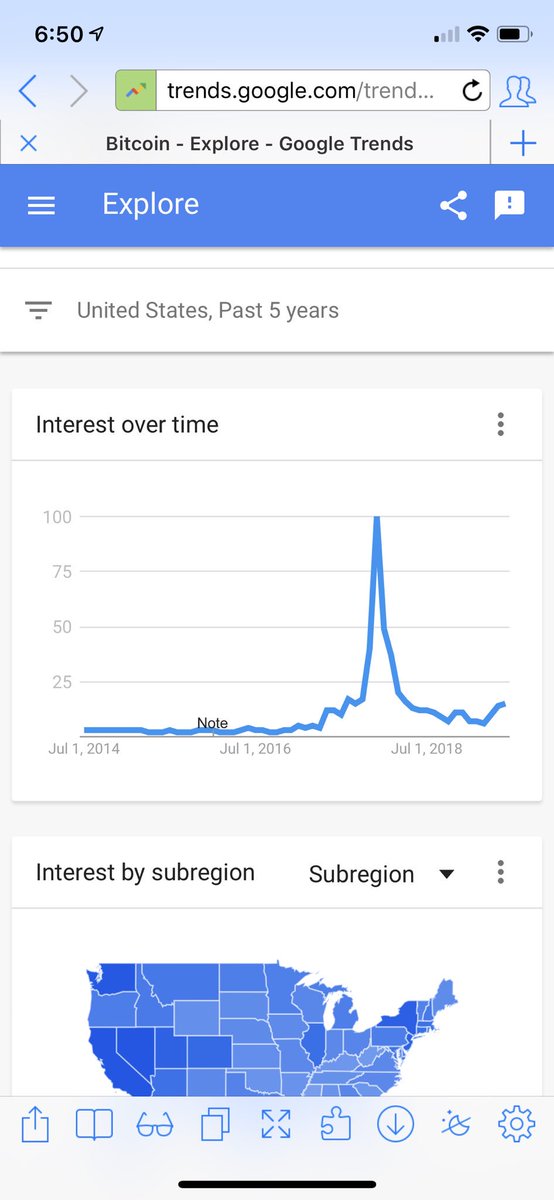 6:50
trends.google.com/trend...
Bitcoin - Explore - Google Trends
Explore
United States, Past 5 years
Interest over time
100
75
50
25
Note
Jul 1, 2014 Jul 1, 2016 Jul 1, 2018
Interest by subregion Subregion